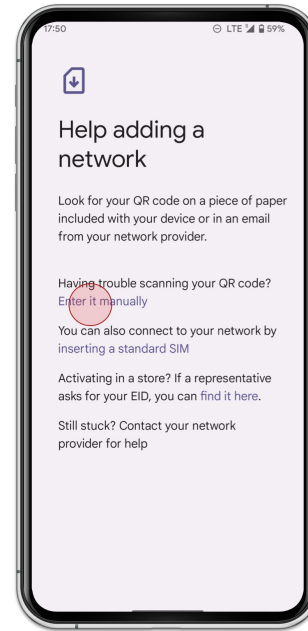 17:50
LTE 59%
Help adding a
network
Look for your QR code on a piece of paper
included with your device or in an email
from your network provider.
Having trouble scanning your QR code?
Enter it manually
You can also connect to your network by
inserting a standard SIM
Activating in a store? If a representative
asks for your EID, you can find it here.
Still stuck? Contact your network
provider for help